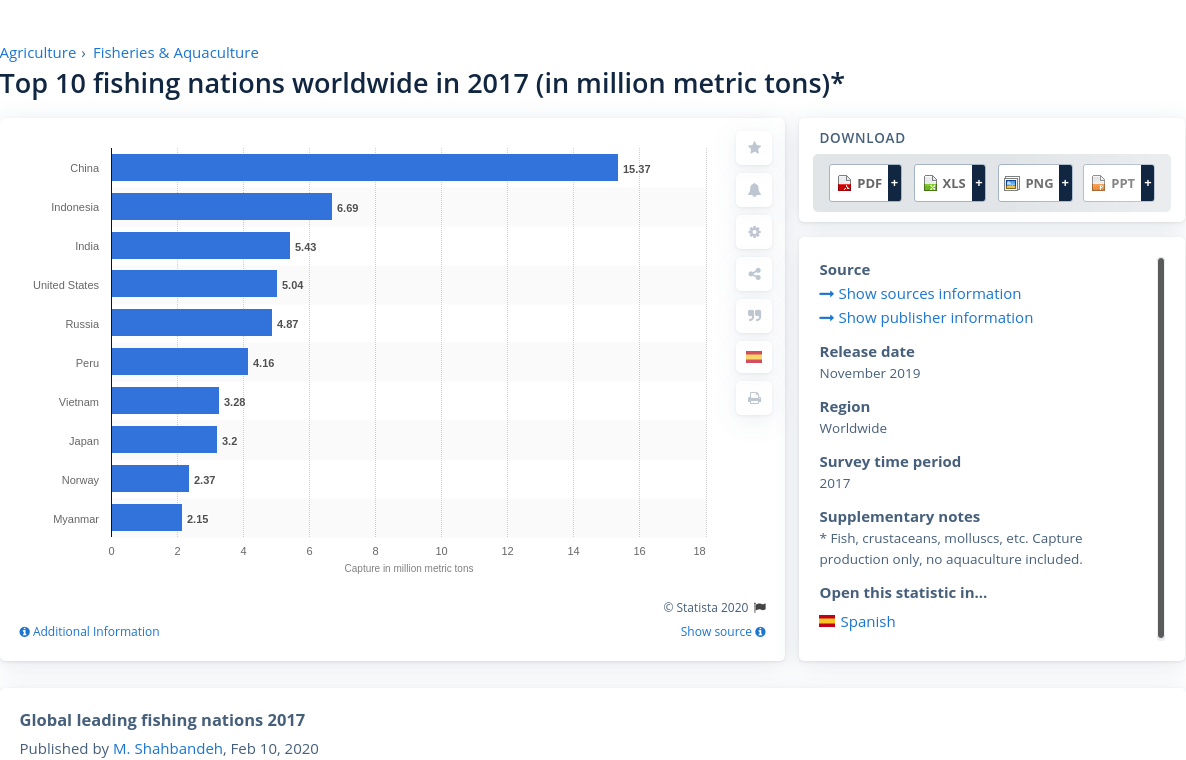 Agriculture › Fisheries & Aquaculture
Top 10 fishing nations worldwide in 2017 (in million metric tons)*
China 15.37
Indonesia 6.69
India 5.43
United States 5.04
Russia 4.87
Peru 4.16
Vietnam 3.28
Japan 3.2
Norway 2.37
Myanmar 2.15
0 2 4 6 8 10 12 14 16 18
Capture in million metric tons
© Statista 2020
Additional Information
Show source
DOWNLOAD
PDF + XLS + PNG + PPT +
Source
Show sources information
Show publisher information
Release date
November 2019
Region
Worldwide
Survey time period
2017
Supplementary notes
* Fish, crustaceans, molluscs, etc. Capture
production only, no aquaculture included.
Open this statistic in...
Spanish
Global leading fishing nations 2017
Published by M. Shahbandeh, Feb 10, 2020